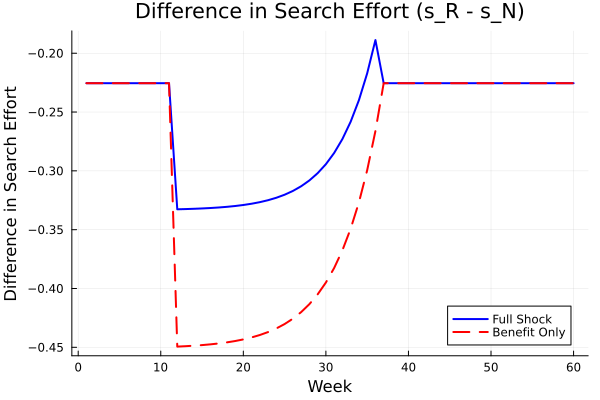 Difference in Search Effort (s_R - s_N)
Difference in Search Effort
−0.20
−0.25
−0.30
−0.35
−0.40
−0.45
0
10
20
30
40
50
60
Week
Full Shock
Benefit Only